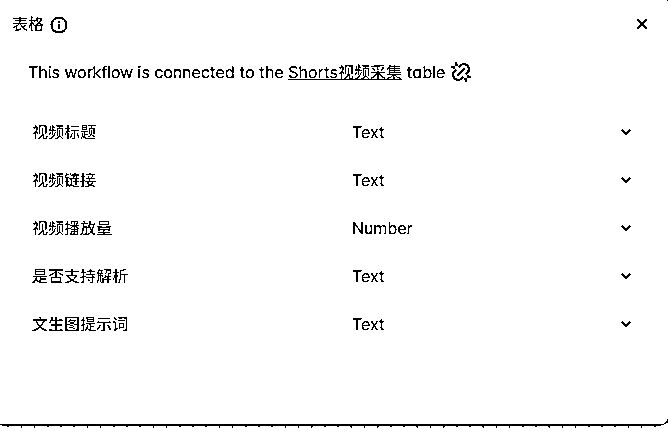 表格
This workflow is connected to the Shorts视频采集 table
视频标题 Text
视频链接 Text
视频播放量 Number
是否支持解析 Text
文生图提示词 Text